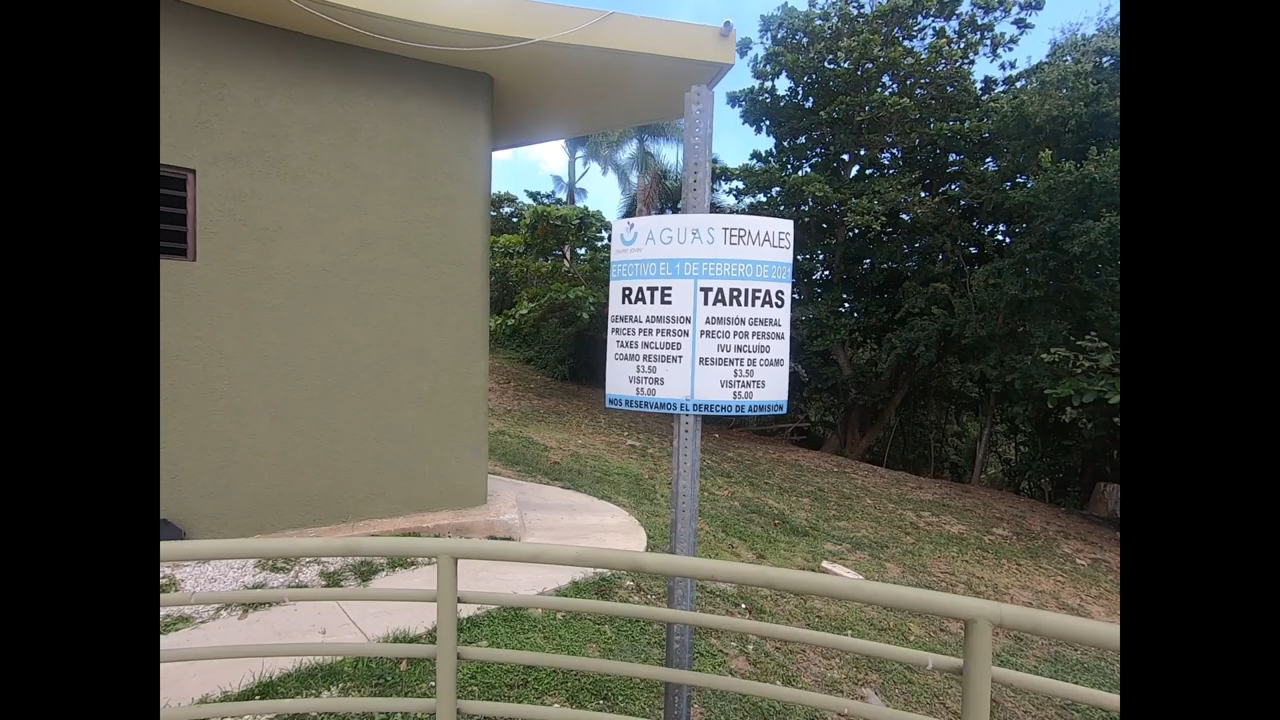 AGUAS TERMALES
EFECTIVO EL 1 DE FEBRERO DE 2021
RATE
GENERAL ADMISSION
PRICES PER PERSON
TAXES INCLUDED
COAMO RESIDENT
$3.50
VISITORS
$5.00
TARIFAS
ADMISIÓN GENERAL
PRECIO POR PERSONA
IVU INCLUÍDO
RESIDENTE DE COAMO
$3.50
VISITANTES
$5.00
NOS RESERVAMOS EL DERECHO DE ADMISIÓN